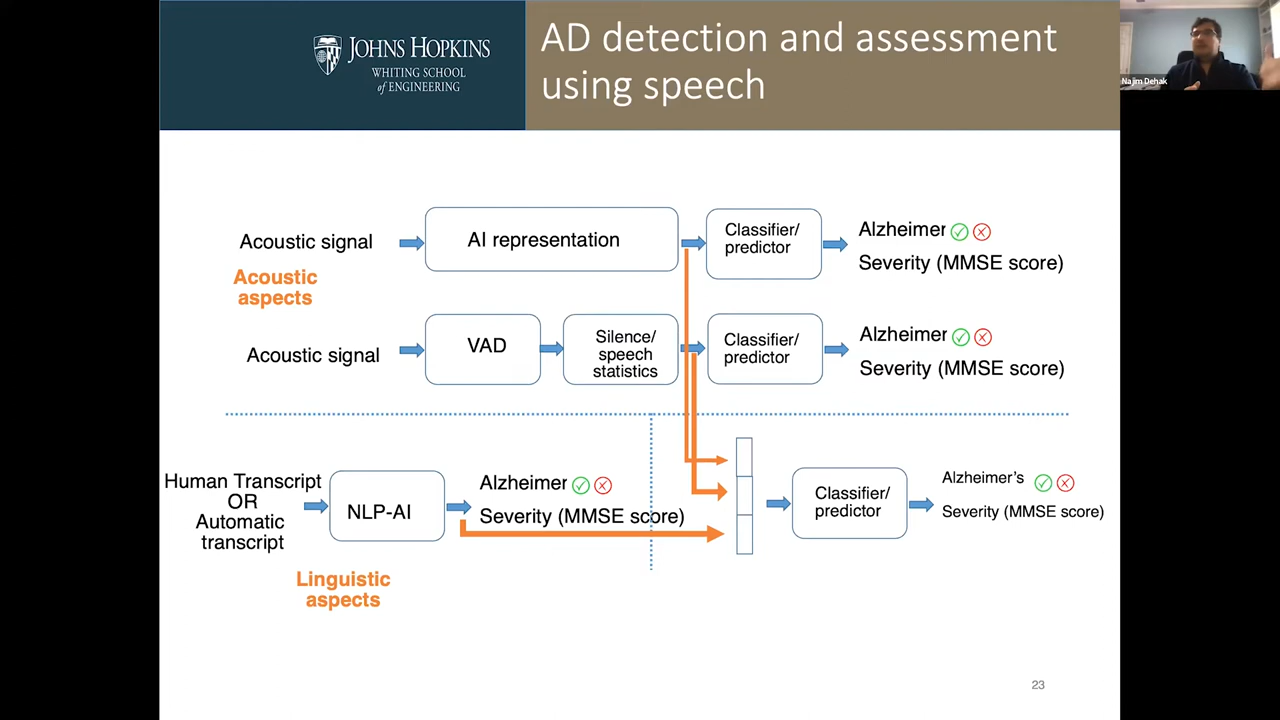 JOHNS HOPKINS
WHITING SCHOOL
of ENGINEERING
AD detection and assessment
using speech
Najim Dehak
Acoustic signal
AI representation
Classifier/
predictor
Alzheimer
Severity (MMSE score)
Acoustic
aspects
Acoustic signal
VAD
Silence/
speech
statistics
Classifier/
predictor
Alzheimer
Severity (MMSE score)
Human Transcript
OR
Automatic
transcript
NLP-AI
Alzheimer
Severity (MMSE score)
Linguistic
aspects
Classifier/
predictor
Alzheimer's
Severity (MMSE score)
23